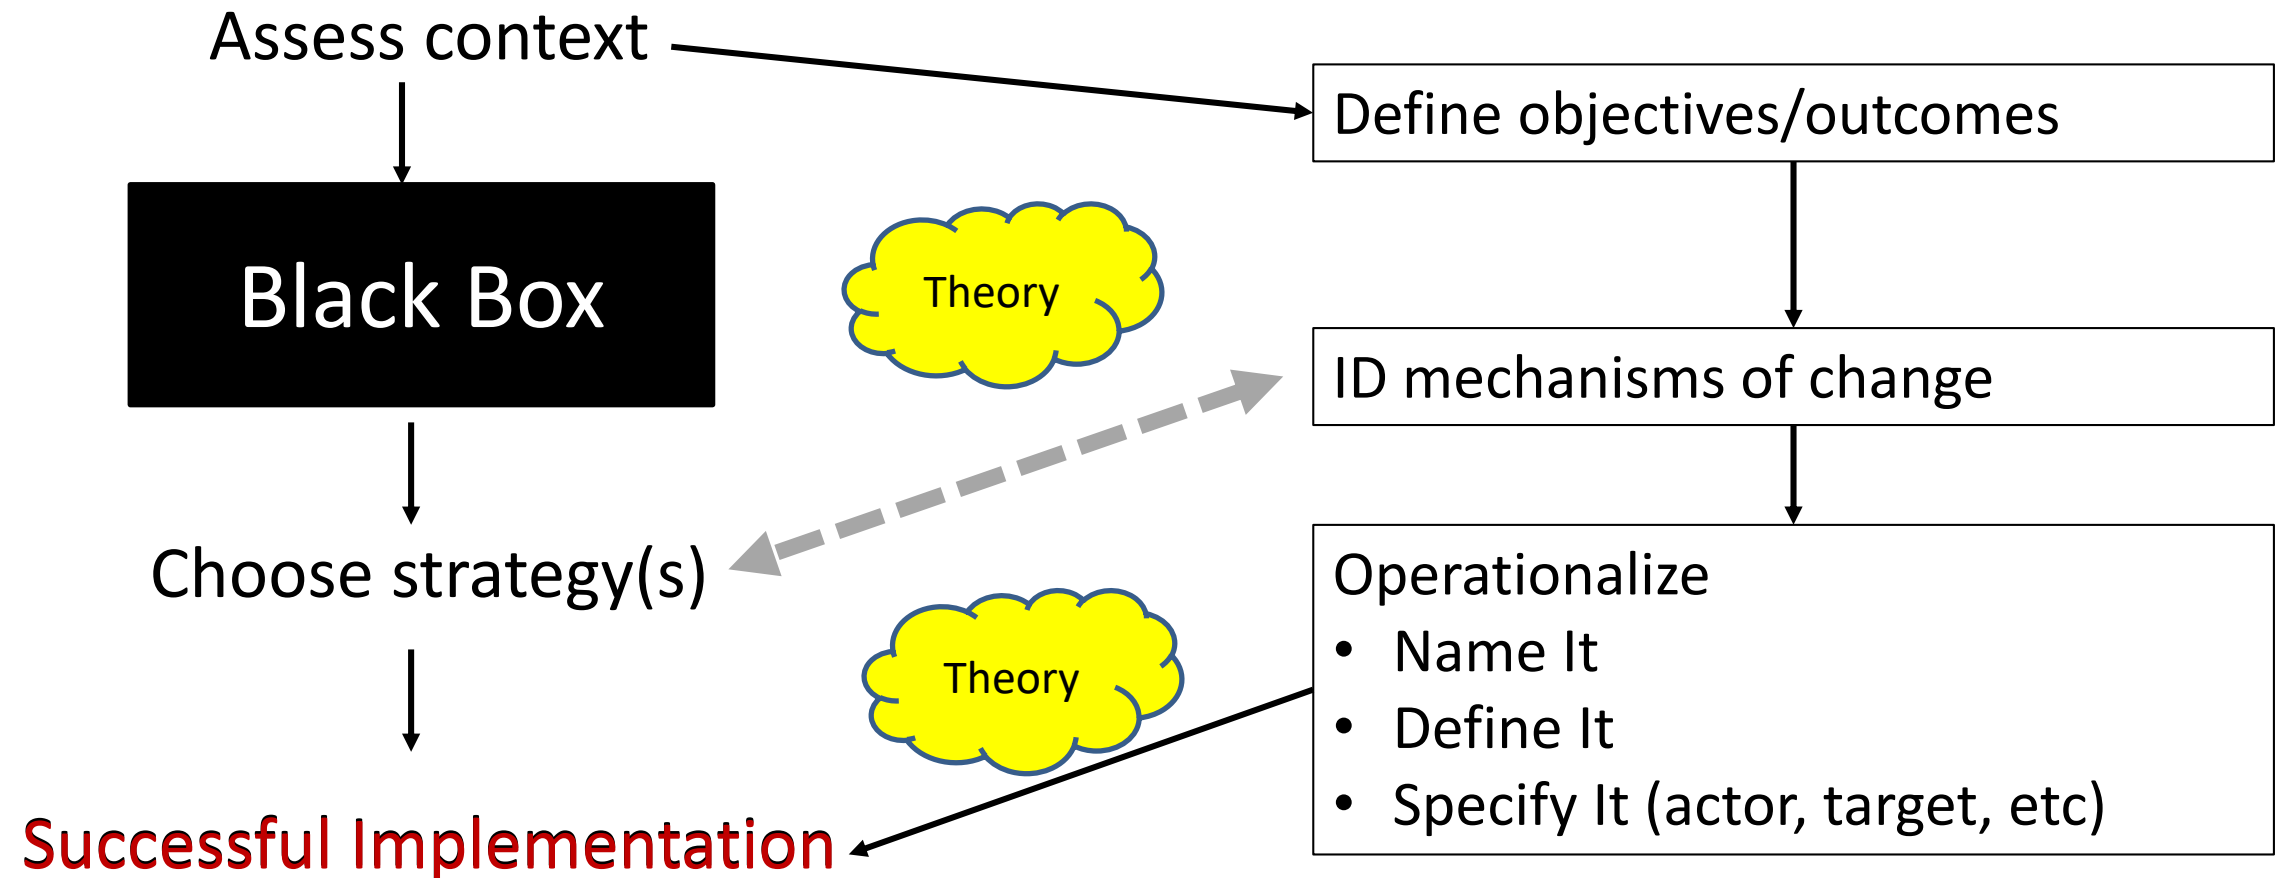 Assess context
Define objectives/outcomes
Black Box
Theory
ID mechanisms of change
Choose strategy(s)
Theory
Operationalize
• Name It
• Define It
• Specify It (actor, target, etc)
Successful Implementation